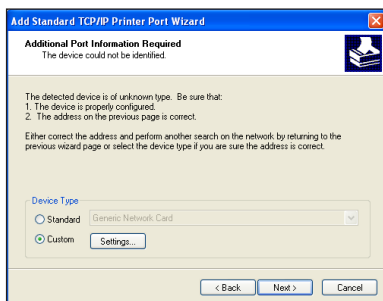 Add Standard TCP/IP Printer Port Wizard
Additional Port Information Required
The device could not be identified.
The detected device is of unknown type. Be sure that:
1. The device is properly configured.
2. The address on the previous page is correct.
Either correct the address and perform another search on the network by returning to the
previous wizard page or select the device type if you are sure the address is correct.
Device Type
Standard
Generic Network Card
Custom
Settings...
< Back
Next >
Cancel